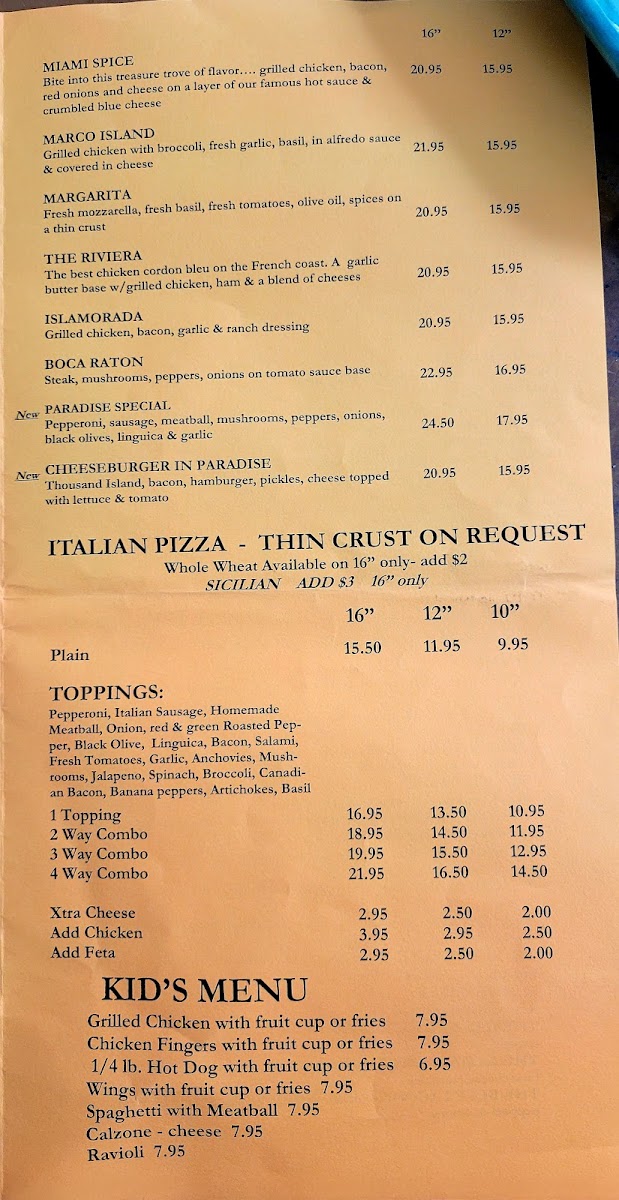 16” 12”
MIAMI SPICE
Bite into this treasure trove of flavor.... grilled chicken, bacon, 20.95 15.95
red onions and cheese on a layer of our famous hot sauce &
crumbled blue cheese
MARCO ISLAND
Grilled chicken with broccoli, fresh garlic, basil, in alfredo sauce 21.95 15.95
& covered in cheese
MARGARITA
Fresh mozzarella, fresh basil, fresh tomatoes, olive oil, spices on 20.95 15.95
a thin crust
THE RIVIERA
The best chicken cordon bleu on the French coast. A garlic 20.95 15.95
butter base w/grilled chicken, ham & a blend of cheeses
ISLAMORADA
Grilled chicken, bacon, garlic & ranch dressing 20.95 15.95
BOCA RATON
Steak, mushrooms, peppers, onions on tomato sauce base 22.95 16.95
New PARADISE SPECIAL
Pepperoni, sausage, meatball, mushrooms, peppers, onions, 24.50 17.95
black olives, linguica & garlic
New CHEESEBURGER IN PARADISE
Thousand Island, bacon, hamburger, pickles, cheese topped 20.95 15.95
with lettuce & tomato
ITALIAN PIZZA - THIN CRUST ON REQUEST
Whole Wheat Available on 16” only- add $2
SICILIAN ADD $3 16” only
16” 12” 10”
Plain 15.50 11.95 9.95
TOPPINGS:
Pepperoni, Italian Sausage, Homemade
Meatball, Onion, red & green Roasted Pep-
per, Black Olive, Linguica, Bacon, Salami,
Fresh Tomatoes, Garlic, Anchovies, Mush-
rooms, Jalapeno, Spinach, Broccoli, Canadi-
an Bacon, Banana peppers, Artichokes, Basil
1 Topping 16.95 13.50 10.95
2 Way Combo 18.95 14.50 11.95
3 Way Combo 19.95 15.50 12.95
4 Way Combo 21.95 16.50 14.50
Xtra Cheese 2.95 2.50 2.00
Add Chicken 3.95 2.95 2.50
Add Feta 2.95 2.50 2.00
KID'S MENU
Grilled Chicken with fruit cup or fries 7.95
Chicken Fingers with fruit cup or fries 7.95
1/4 lb. Hot Dog with fruit cup or fries 6.95
Wings with fruit cup or fries 7.95
Spaghetti with Meatball 7.95
Calzone - cheese 7.95
Ravioli 7.95